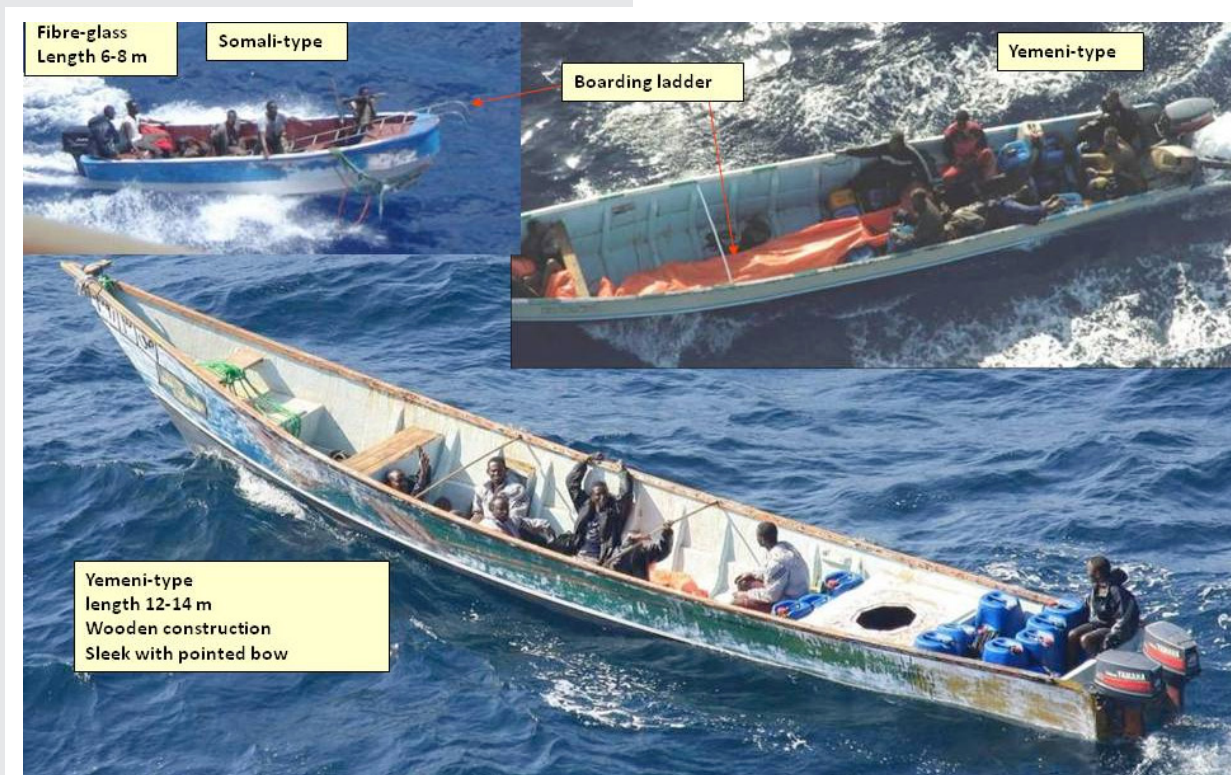 Fibre-glass
Length 6-8 m
Somali-type
Boarding ladder
Yemeni-type
Yemeni-type
length 12-14 m
Wooden construction
Sleek with pointed bow
YAMAHA
YAMAHA